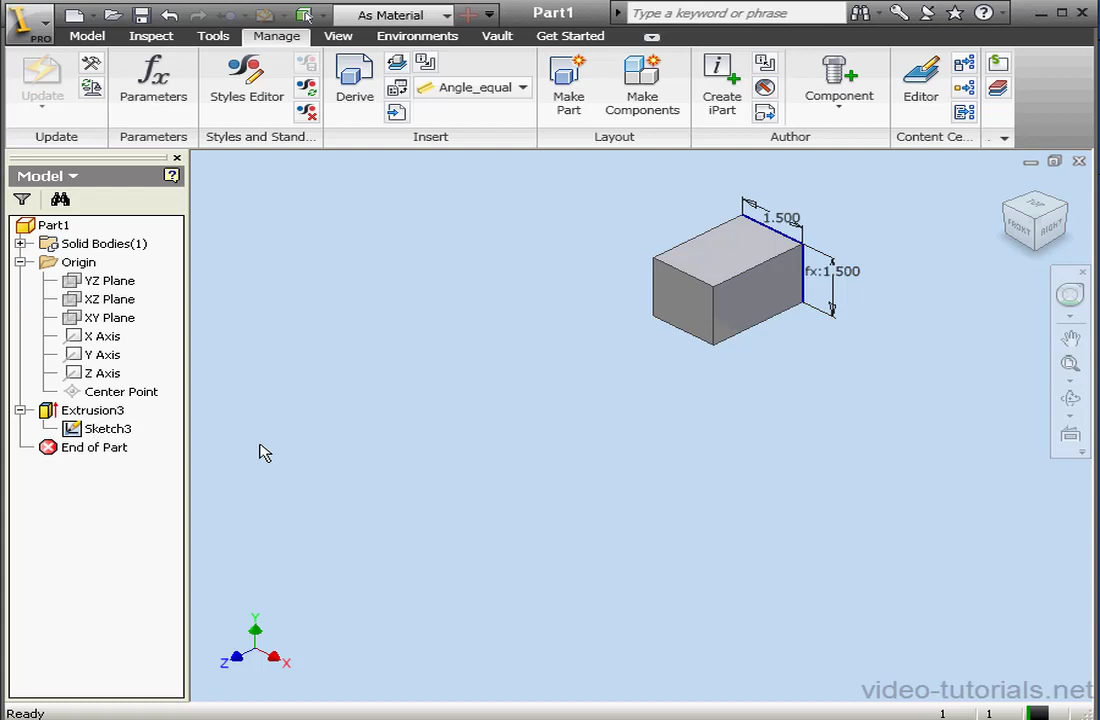 As Material
Part1
Type a keyword or phrase
PRO
Model Inspect Tools Manage View Environments Vault Get Started
Update
fx
Parameters
Styles Editor
Derive
Angle_equal
Make Part
Make Components
Create iPart
Component
Editor
Update Parameters Styles and Stand... Insert Layout Author Content Ce...
Model
Part1
Solid Bodies(1)
Origin
YZ Plane
XZ Plane
XY Plane
X Axis
Y Axis
Z Axis
Center Point
Extrusion3
Sketch3
End of Part
1.500
fx:1.500
TOP
FRONT
RIGHT
Y
Z
X
video-tutorials.net
Ready
1 1